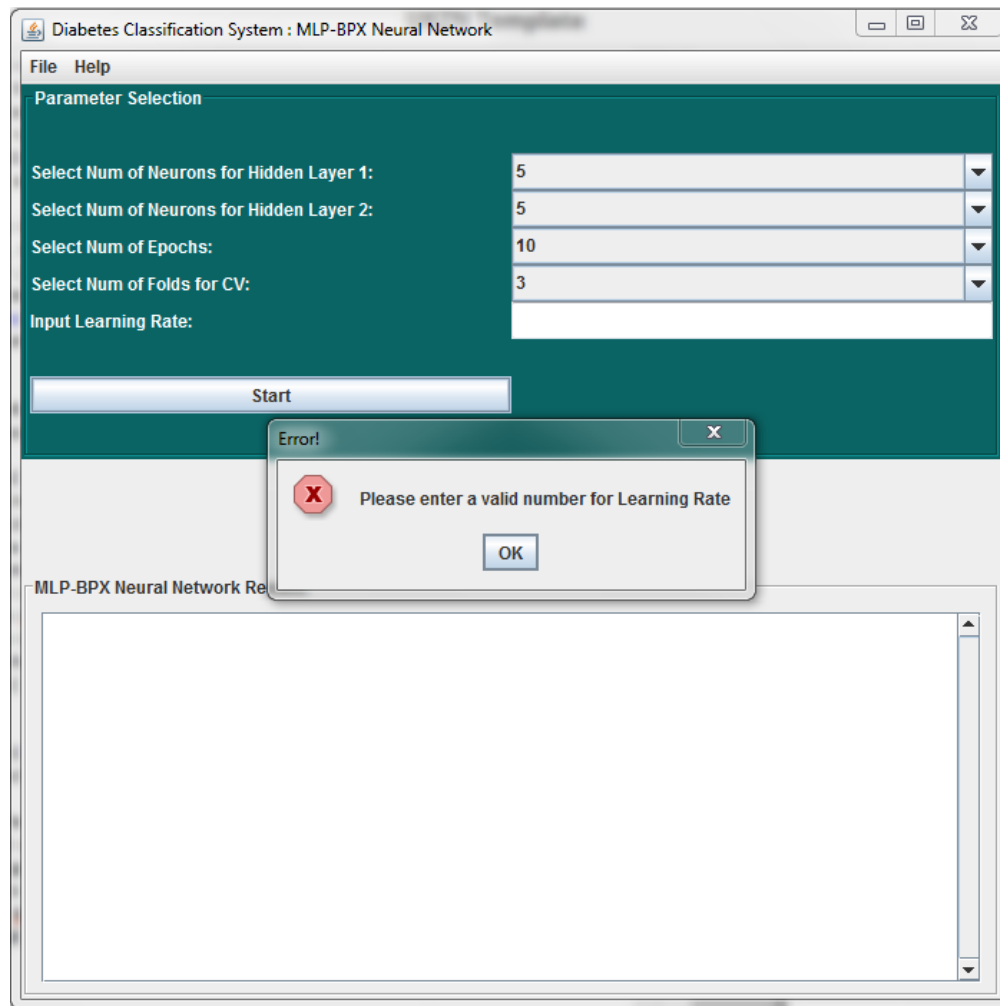 Template
Diabetes Classification System : MLP-BPX Neural Network
File Help
Parameter Selection
Select Num of Neurons for Hidden Layer 1: 5
Select Num of Neurons for Hidden Layer 2: 5
Select Num of Epochs: 10
Select Num of Folds for CV: 3
Input Learning Rate:
Start
Error!
Please enter a valid number for Learning Rate
OK
MLP-BPX Neural Network Re